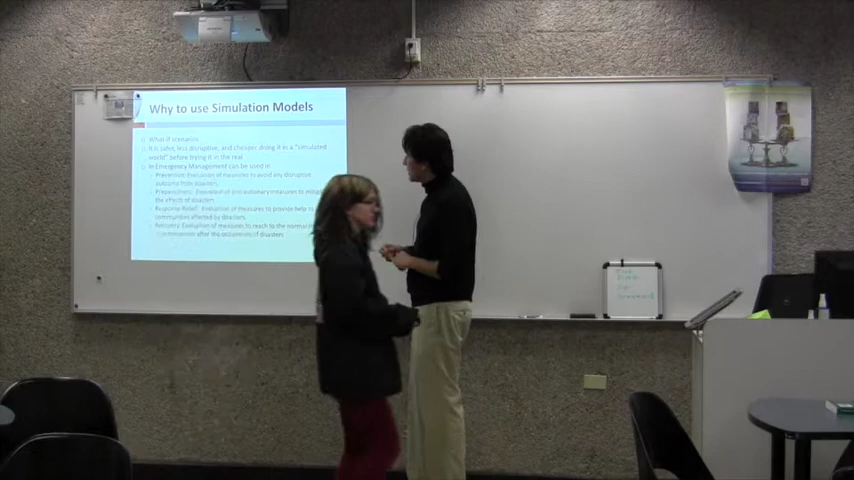 Why to use Simulation Models
What if scenarios
It is safer, less disruptive, and cheaper doing it in a "simulated
world" before trying it in the real
In Emergency Management can be used in
Prevention: Evaluation of measures to avoid any disruptive
outcome from disasters
Preparedness: Evaluation of precautionary measures to mitigate
the effects of disasters
Response Relief: Evaluation of measures to provide help to
communities affected by disasters
Recovery: Evaluation of measures to reach to the normal
after the occurrence of disasters